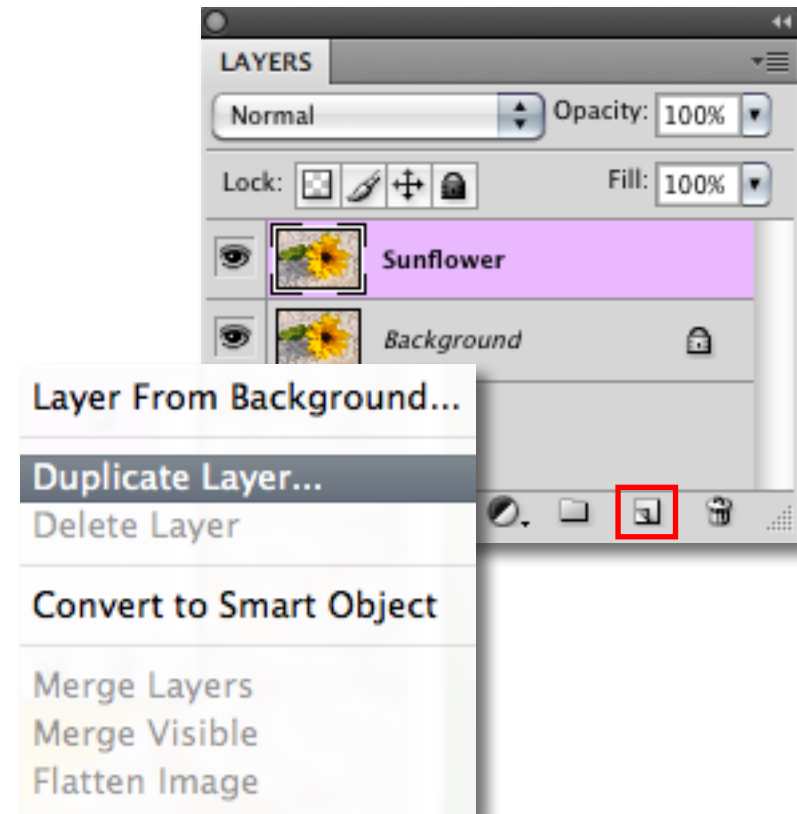 LAYERS
Normal Opacity: 100%
Lock: Fill: 100%
Sunflower
Background
Layer From Background...
Duplicate Layer...
Delete Layer
Convert to Smart Object
Merge Layers
Merge Visible
Flatten Image